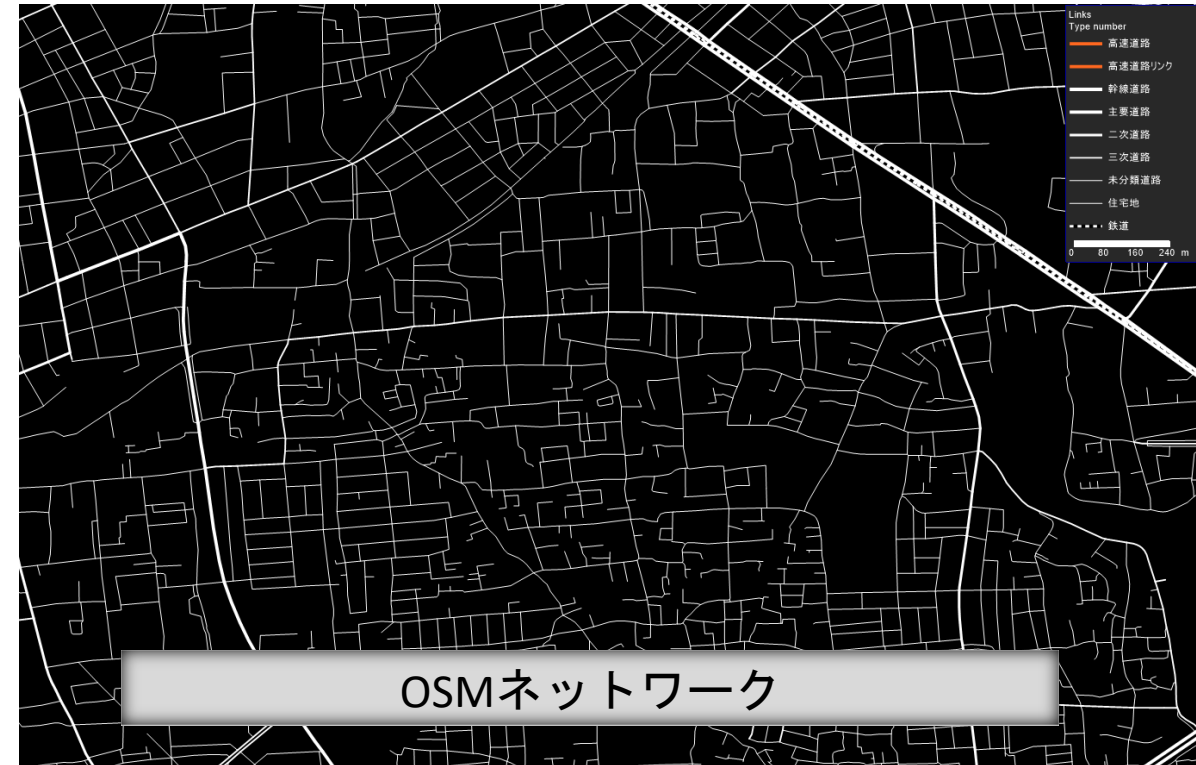 Links
Type number
高速道路
高速道路リンク
幹線道路
主要道路
二次道路
三次道路
未分類道路
住宅地
鉄道
0 80 160 240 m
OSMネットワーク